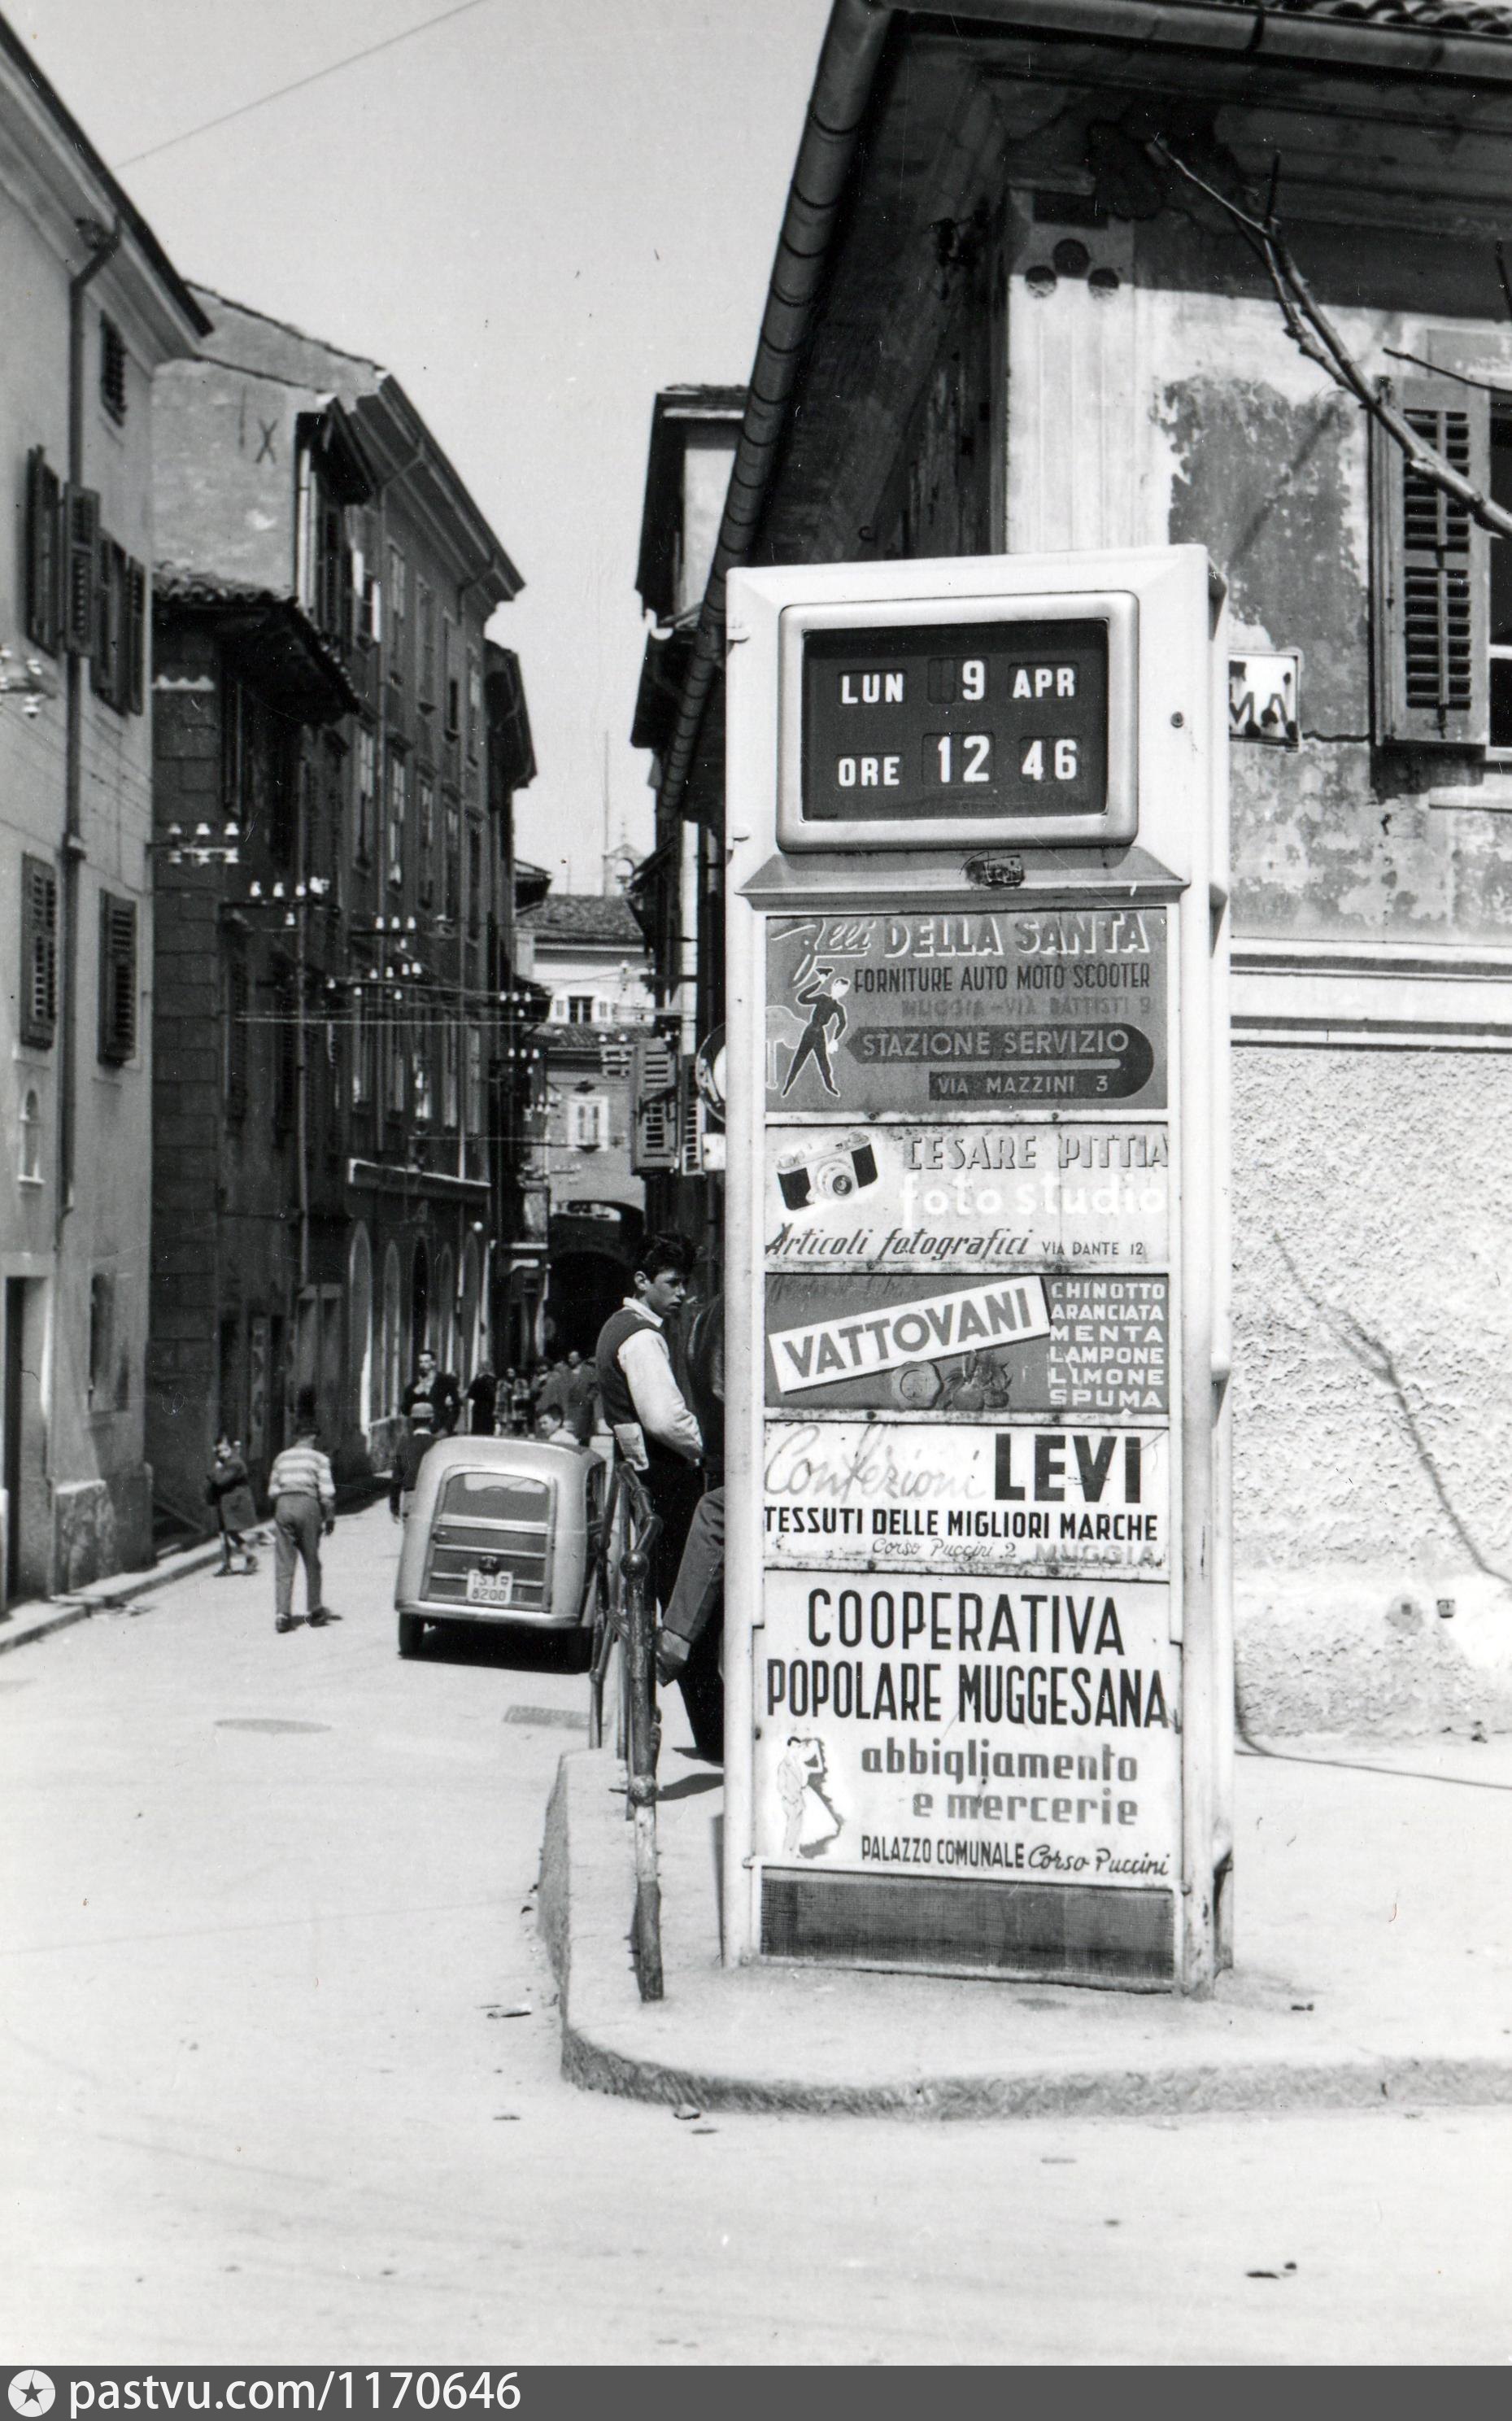 LUN 9 APR
ORE 12 46
MA
Flli DELLA SANTA
FORNITURE AUTO MOTO SCOOTER
MUGGIA - VIA BATTISTI 9
STAZIONE SERVIZIO
VIA MAZZINI 3
CESARE PITTIA
foto studio
Articoli fotografici VIA DANTE 12
VATTOVANI
CHINOTTO
ARANCIATA
MENTA
LAMPONE
LIMONE
SPUMA
Confezioni LEVI
TESSUTI DELLE MIGLIORI MARCHE
Corso Puccini 2 MUGGIA
8200
COOPERATIVA
POPOLARE MUGGESANA
abbigliamento
e mercerie
PALAZZO COMUNALE Corso Puccini
pastvu.com/1170646